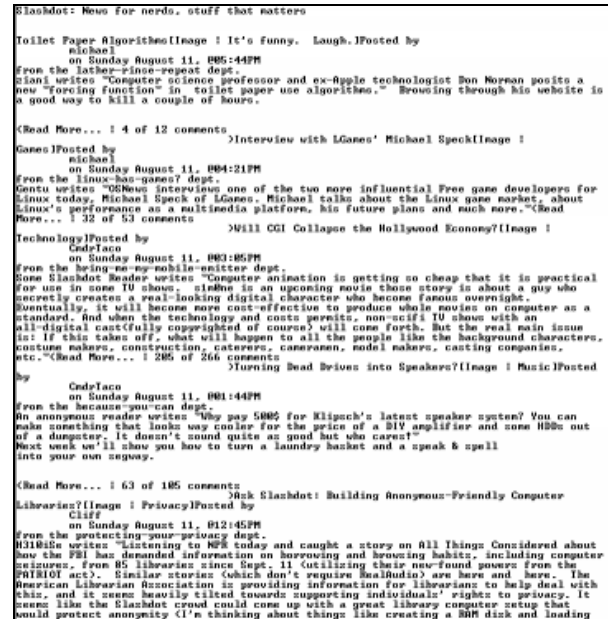 Slashdot: News for nerds, stuff that matters
Toilet Paper Algorithms[Image | It's funny. Laugh.]Posted by
michael
on Sunday August 11, @05:44PM
from the lather-rinse-repeat dept.
ziani writes "Computer science professor and ex-Apple technologist Don Norman posits a
new "forcing function" in toilet paper use algorithms." Browsing through his website is
a good way to kill a couple of hours.
<Read More... | 4 of 12 comments
>Interview with LGames' Michael Speck[Image |
Games]Posted by
michael
on Sunday August 11, @04:21PM
from the linux-has-games? dept.
Gentu writes "OSNews interviews one of the two more influential Free game developers for
Linux today, Michael Speck of LGames. Michael talks about the Linux game market, about
Linux's performance as a multimedia platform, his future plans and much more."<Read
More... | 32 of 53 comments
>Will CGI Collapse the Hollywood Economy?[Image |
Technology]Posted by
CmdrTaco
on Sunday August 11, @03:05PM
from the bring-me-my-mobile-emitter dept.
Some Slashdot Reader writes "Computer animation is getting so cheap that it is practical
for use in some TV shows. s1m0ne is an upcoming movie those story is about a guy who
secretly creates a real-looking digital character who become famous overnight.
Eventually, it will become more cost-effective to produce whole movies on computer as a
standard. And when the technology and costs permits, non-scifi TV shows with an
all-digital cast(fully copyrighted of course) will come forth. But the real main issue
is: If this takes off, what will happen to all the people like the background characters,
costume makers, construction, caterers, cameramen, model makers, casting companies,
etc."<Read More... | 205 of 266 comments
>Turning Dead Drives into Speakers?[Image | Music]Posted
by
CmdrTaco
on Sunday August 11, @01:44PM
from the because-you-can dept.
An anonymous reader writes "Why pay 500$ for Klipsch's latest speaker system? You can
make something that looks way cooler for the price of a DIY amplifier and some HDDs out
of a dumpster. It doesn't sound quite as good but who cares!"
Next week we'll show you how to turn a laundry basket and a speak & spell
into your own segway.
<Read More... | 63 of 105 comments
>Ask Slashdot: Building Anonymous-Friendly Computer
Libraries?[Image | Privacy]Posted by
Cliff
on Sunday August 11, @12:45PM
from the protecting-your-privacy dept.
H310iSe writes "Listening to NPR today and caught a story on All Things Considered about
how the FBI has demanded information on borrowing and browsing habits, including computer
seizures, from 85 libraries since Sept. 11 (utilizing their new-found powers from the
PATRIOT act). Similar stories (which don't require RealAudio) are here and here. The
American Librarian Association is providing information for librarians to help deal with
this, and it seems heavily tilted towards supporting individuals' rights to privacy. It
seems like the Slashdot crowd could come up with a great library computer setup that
would protect anonymity (I'm thinking about things like creating a RAM disk and loading